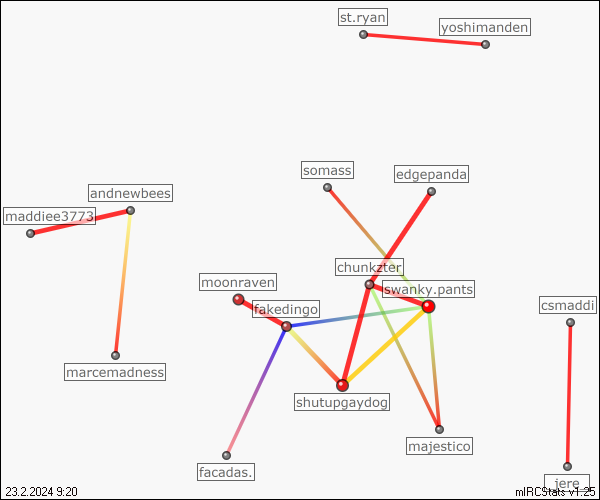 st.ryan
yoshimanden
somass
edgepanda
andnewbees
maddiee3773
chunkzter
moonraven
swanky.pants
fakedingo
csmaddi
marcemadness
shutupgaydog
majestico
facadas.
jere
23.2.2024 9:20
mIRCStats v1.25